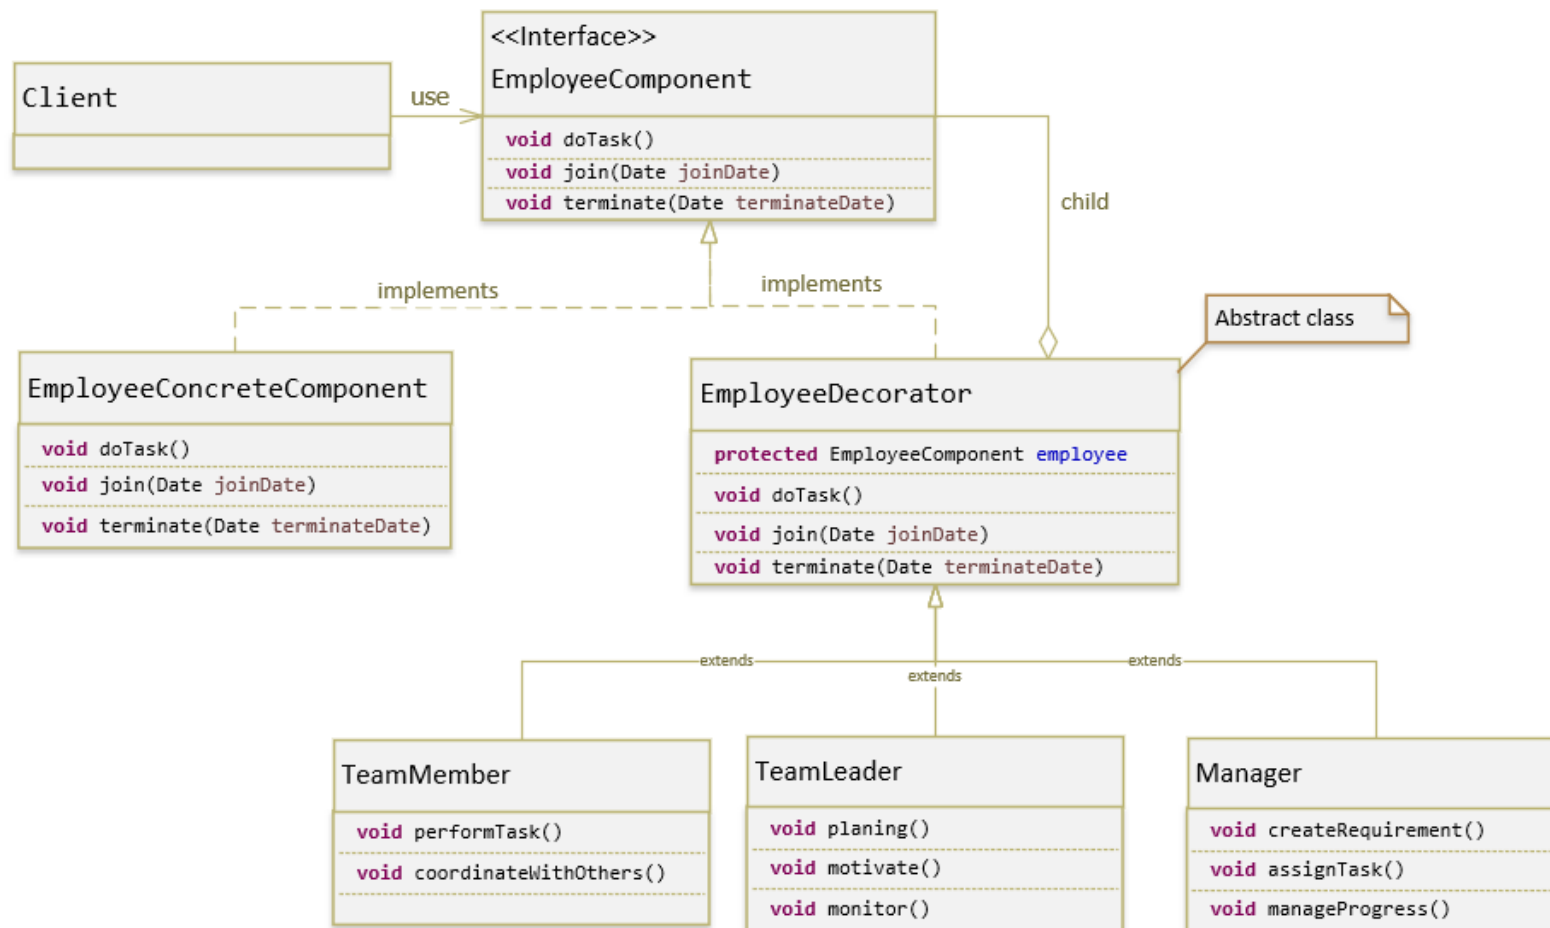 <<Interface>>
EmployeeComponent
void doTask()
void join(Date joinDate)
void terminate(Date terminateDate)
Client
use
child
implements
implements
Abstract class
EmployeeConcreteComponent
void doTask()
void join(Date joinDate)
void terminate(Date terminateDate)
EmployeeDecorator
protected EmployeeComponent employee
void doTask()
void join(Date joinDate)
void terminate(Date terminateDate)
extends
extends
extends
TeamMember
void performTask()
void coordinateWithOthers()
TeamLeader
void planing()
void motivate()
void monitor()
Manager
void createRequirement()
void assignTask()
void manageProgress()